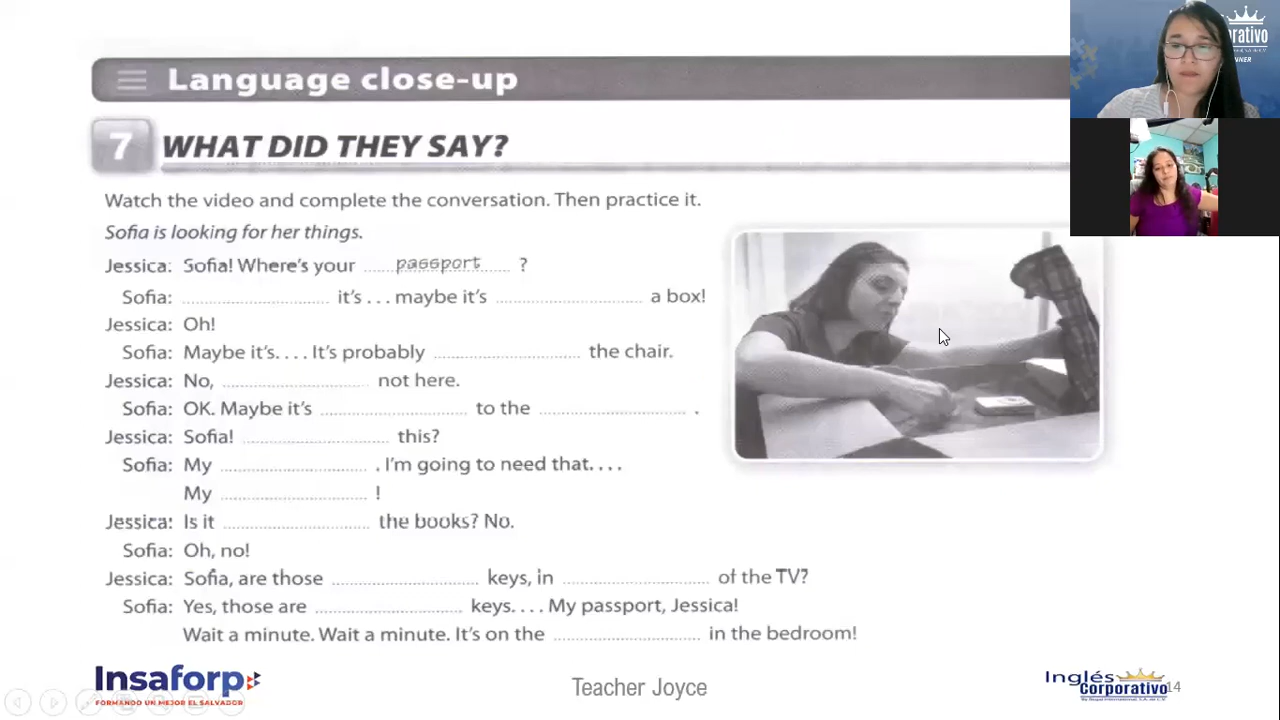 Language close-up
7 WHAT DID THEY SAY?
Watch the video and complete the conversation. Then practice it.
Sofia is looking for her things.
Jessica: Sofia! Where's your passport ?
Sofia: it's . . . maybe it's a box!
Jessica: Oh!
Sofia: Maybe it's. . . . It's probably the chair.
Jessica: No, not here.
Sofia: OK. Maybe it's to the .
Jessica: Sofia! this?
Sofia: My . I'm going to need that. . . .
My !
Jessica: Is it the books? No.
Sofia: Oh, no!
Jessica: Sofia, are those keys, in of the TV?
Sofia: Yes, those are keys. . . . My passport, Jessica!
Wait a minute. Wait a minute. It's on the in the bedroom!
Insaforp
FORMANDO UN MEJOR EL SALVADOR
Teacher Joyce
Inglés
Corporativo
14